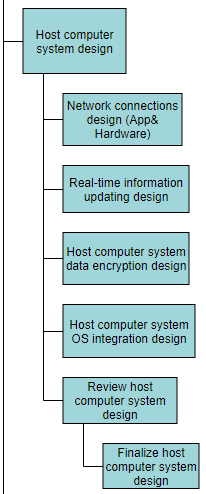 Host computer
system design
Network connections
design (App&
Hardware)
Real-time information
updating design
Host computer system
data encryption design
Host computer system
OS integration design
Review host
computer system
design
Finalize host
computer system
design